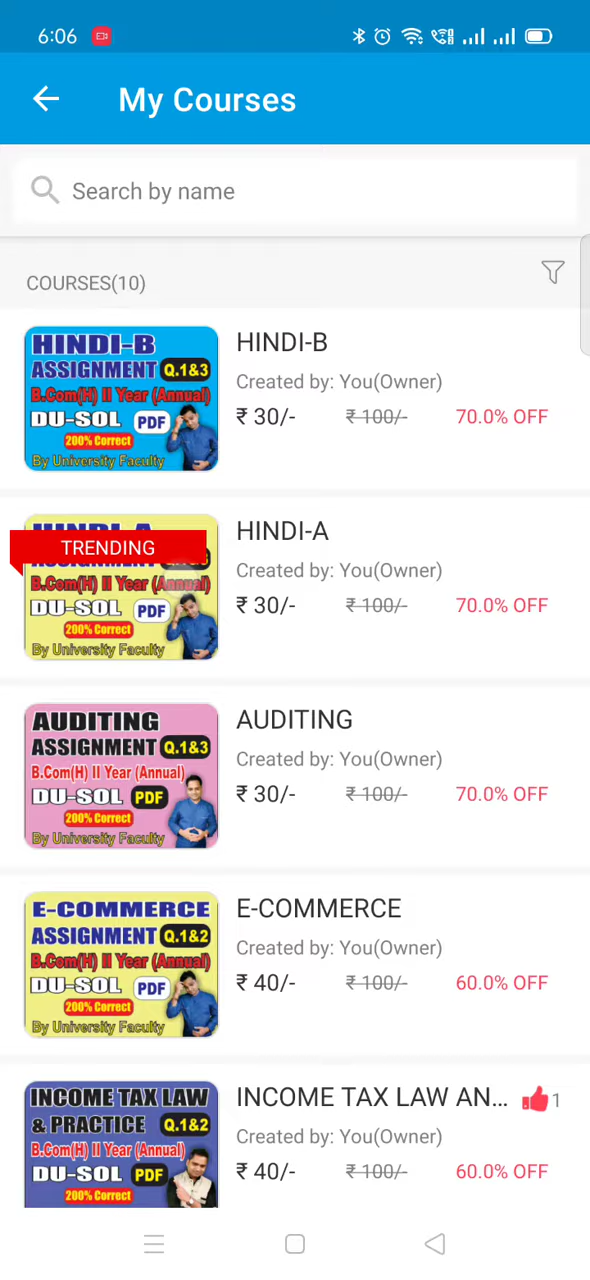 6:06
My Courses
Search by name
COURSES(10)
HINDI-B
ASSIGNMENT Q.1&3
B.Com(H) II Year (Annual)
DU-SOL PDF
200% Correct
By University Faculty
HINDI-B
Created by: You(Owner)
₹ 30/- ₹ 100/- 70.0% OFF
TRENDING
B.Com(H) II Year (Annual)
DU-SOL PDF
200% Correct
By University Faculty
HINDI-A
Created by: You(Owner)
₹ 30/- ₹ 100/- 70.0% OFF
AUDITING
ASSIGNMENT Q.1&3
B.Com(H) II Year (Annual)
DU-SOL PDF
200% Correct
By University Faculty
AUDITING
Created by: You(Owner)
₹ 30/- ₹ 100/- 70.0% OFF
E-COMMERCE
ASSIGNMENT Q.1&2
B.Com(H) II Year (Annual)
DU-SOL PDF
200% Correct
By University Faculty
E-COMMERCE
Created by: You(Owner)
₹ 40/- ₹ 100/- 60.0% OFF
INCOME TAX LAW
& PRACTICE Q.1&2
B.Com(H) II Year (Annual)
DU-SOL PDF
200% Correct
INCOME TAX LAW AN... 1
Created by: You(Owner)
₹ 40/- ₹ 100/- 60.0% OFF